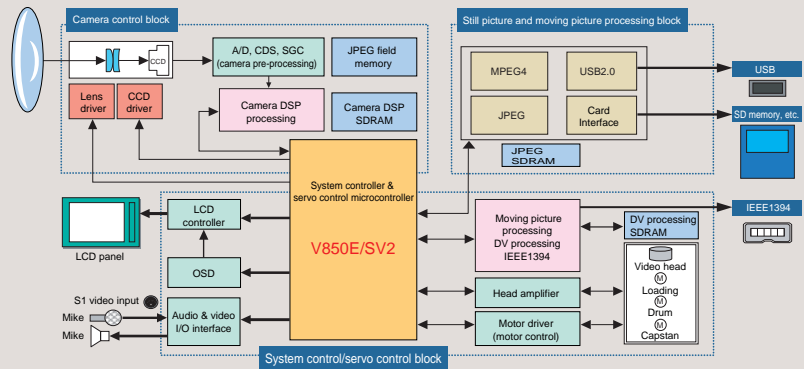 Camera control block
Still picture and moving picture processing block
CCD
A/D, CDS, SGC
(camera pre-processing)
JPEG field
memory
Lens
driver
CCD
driver
Camera DSP
processing
Camera DSP
SDRAM
MPEG4
USB2.0
JPEG
Card
Interface
JPEG
SDRAM
USB
SD memory, etc.
System controller &
servo control microcontroller
V850E/SV2
LCD panel
LCD
controller
OSD
S1 video input
Mike
Mike
Audio & video
I/O interface
Moving picture
processing
DV processing
IEEE1394
DV processing
SDRAM
IEEE1394
Head amplifier
Motor driver
(motor control)
Video head
M
Loading
M
Drum
M
Capstan
System control/servo control block